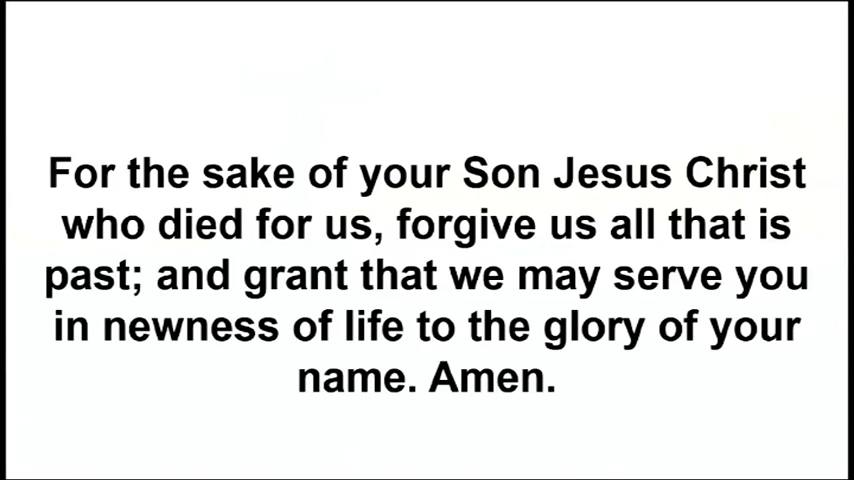 For the sake of your Son Jesus Christ
who died for us, forgive us all that is
past; and grant that we may serve you
in newness of life to the glory of your
name. Amen.